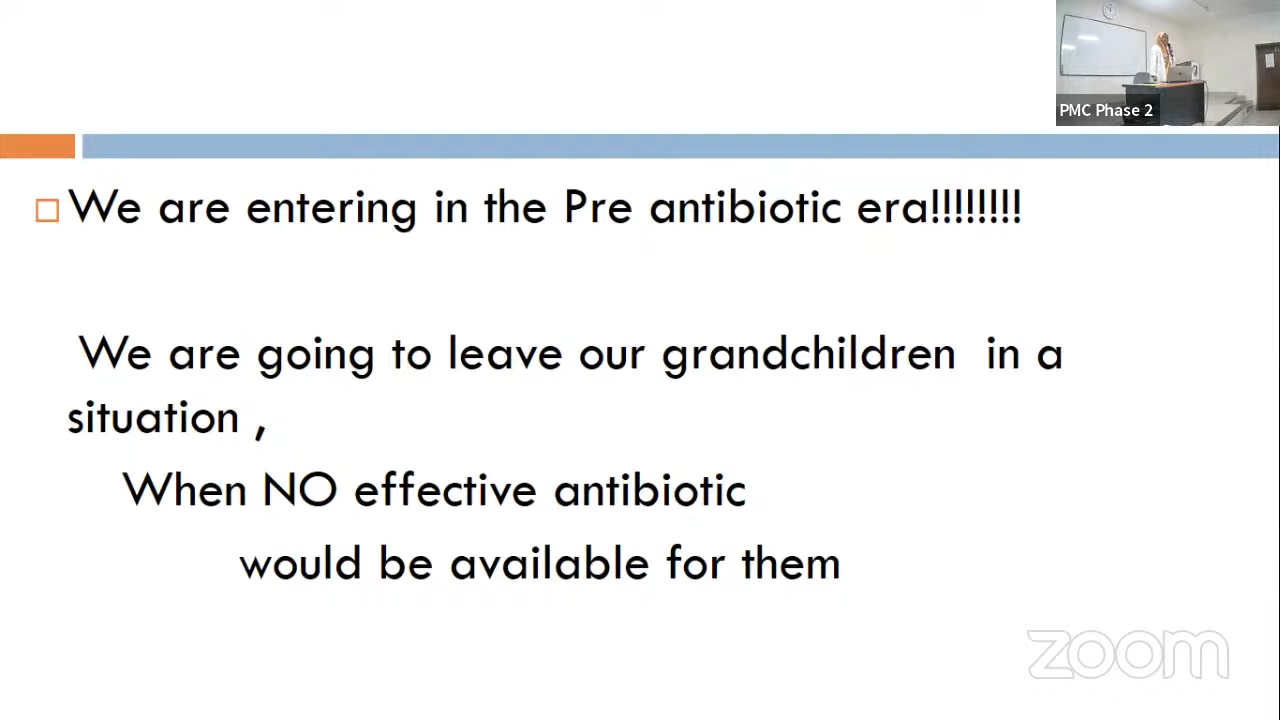 PMC Phase 2
We are entering in the Pre antibiotic era!!!!!!!!
We are going to leave our grandchildren in a
situation ,
When NO effective antibiotic
would be available for them
zoom